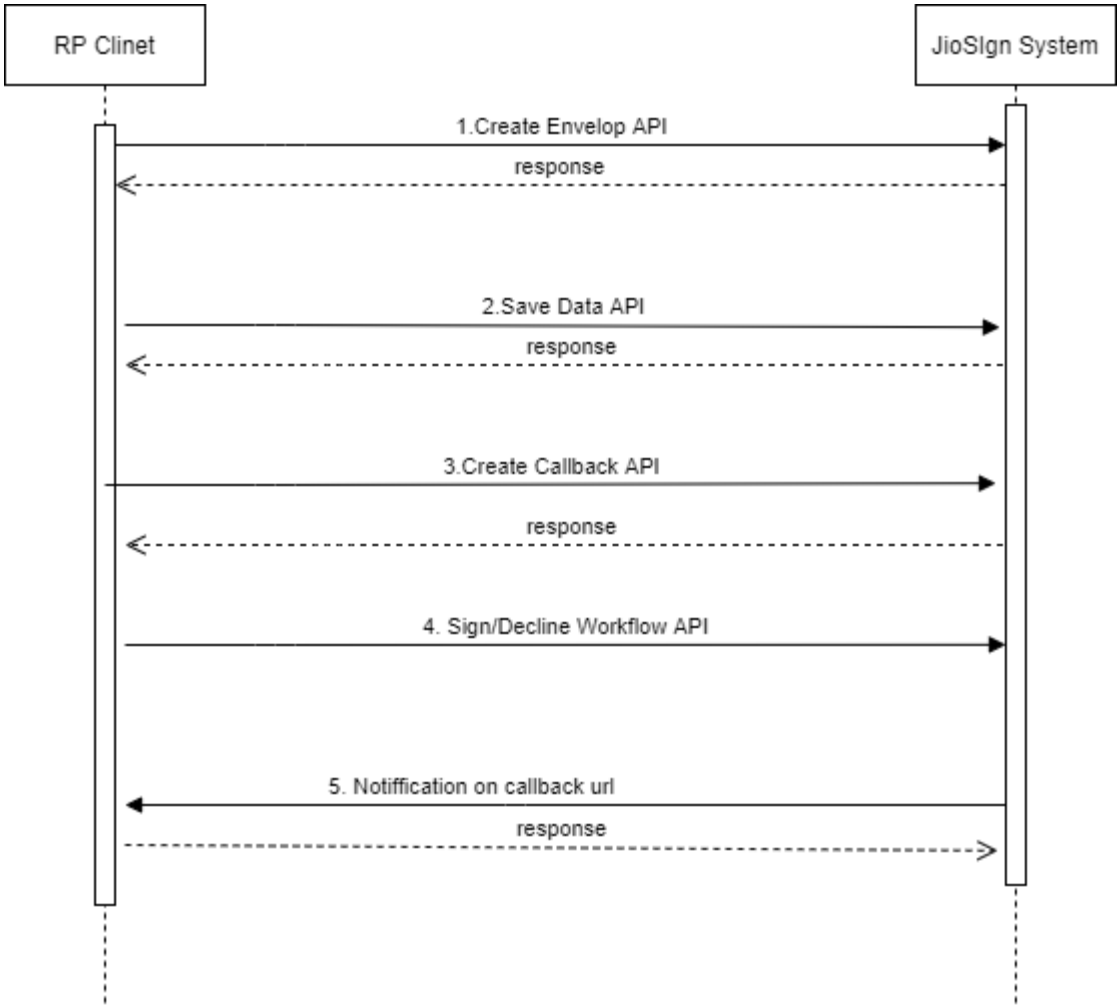 RP Clinet
JioSIgn System
1.Create Envelop API
response
2.Save Data API
response
3.Create Callback API
response
4. Sign/Decline Workflow API
5. Notiffication on callback url
response